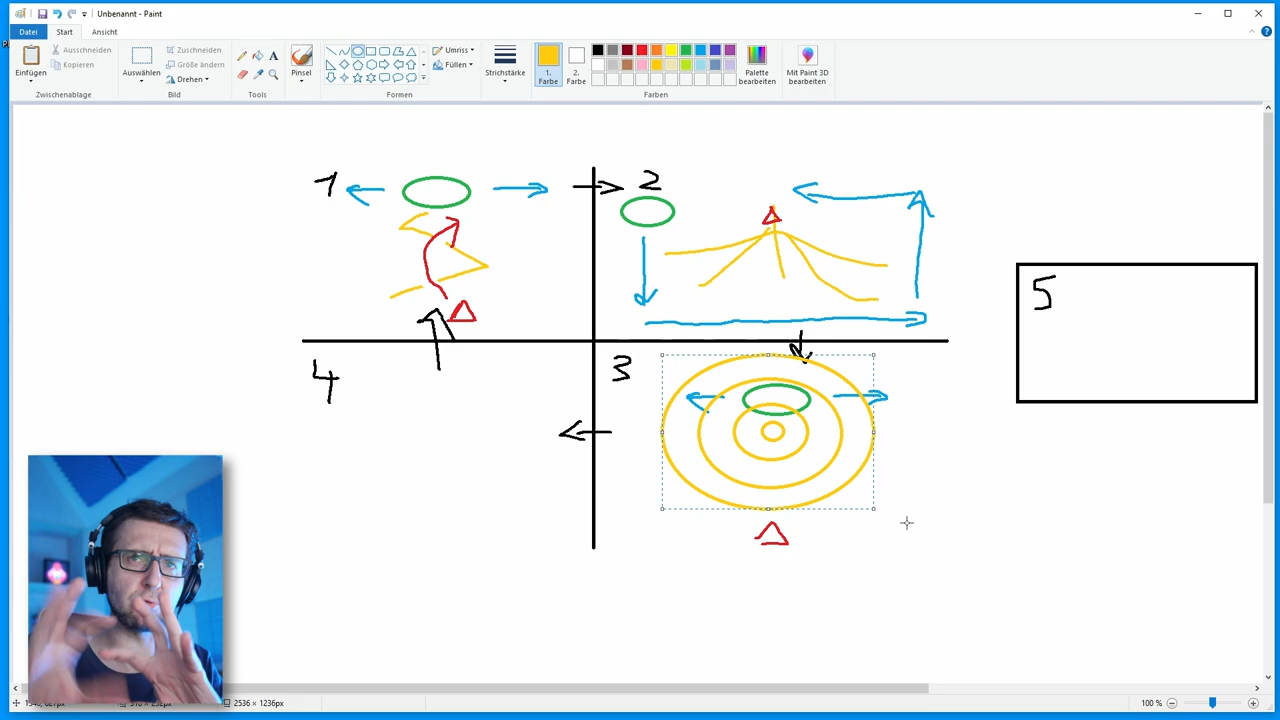 Unbenannt - Paint
Datei Start Ansicht
Einfügen
Ausschneiden
Kopieren
Zwischenablage
Auswählen
Zuschneiden
Größe ändern
Drehen
Bild
A
Tools
Pinsel
Umriss
Füllen
Formen
Strichstärke
1.
Farbe
2.
Farbe
Palette
bearbeiten
Farben
Mit Paint 3D
bearbeiten
1
2
5
4
3
2536 × 1236px
100 %